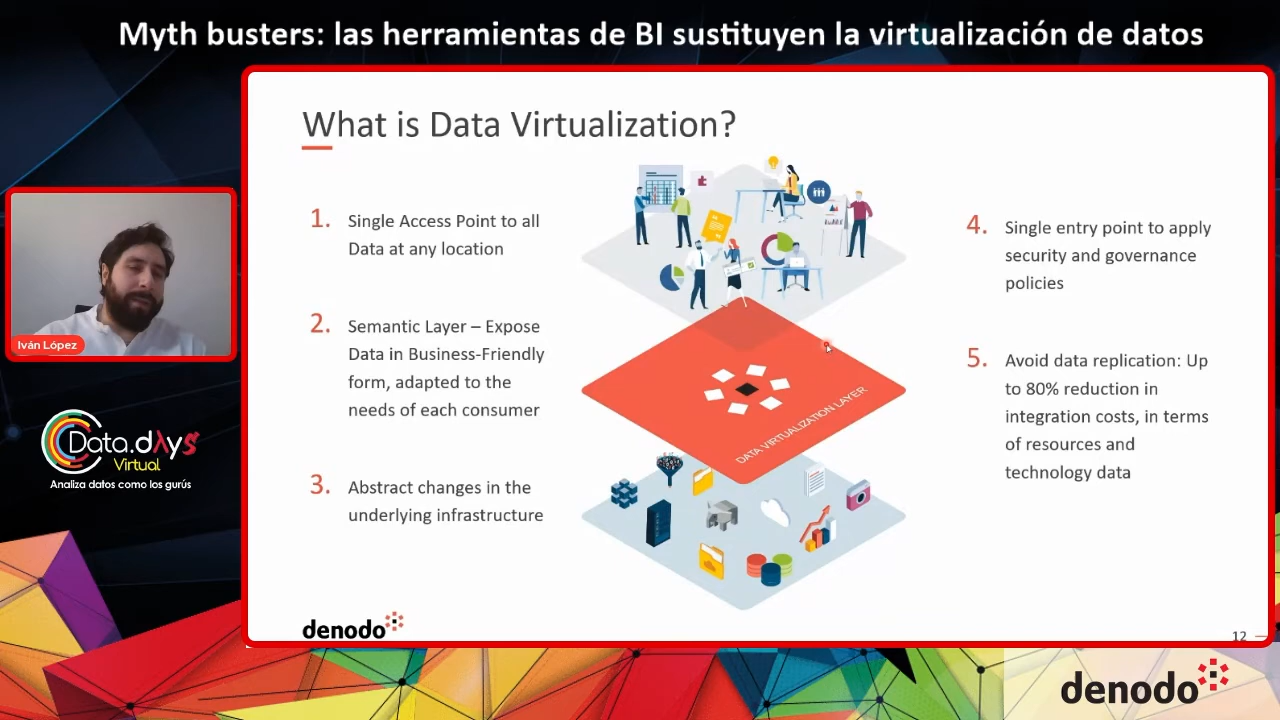 Myth busters: las herramientas de BI sustituyen la virtualización de datos
What is Data Virtualization?
1. Single Access Point to all
Data at any location
2. Semantic Layer – Expose
Data in Business-Friendly
form, adapted to the
needs of each consumer
3. Abstract changes in the
underlying infrastructure
DATA VIRTUALIZATION LAYER
4. Single entry point to apply
security and governance
policies
5. Avoid data replication: Up
to 80% reduction in
integration costs, in terms
of resources and
technology data
denodo
12
Iván López
Data.dAys
Virtual
Analiza datos como los gurús
denodo